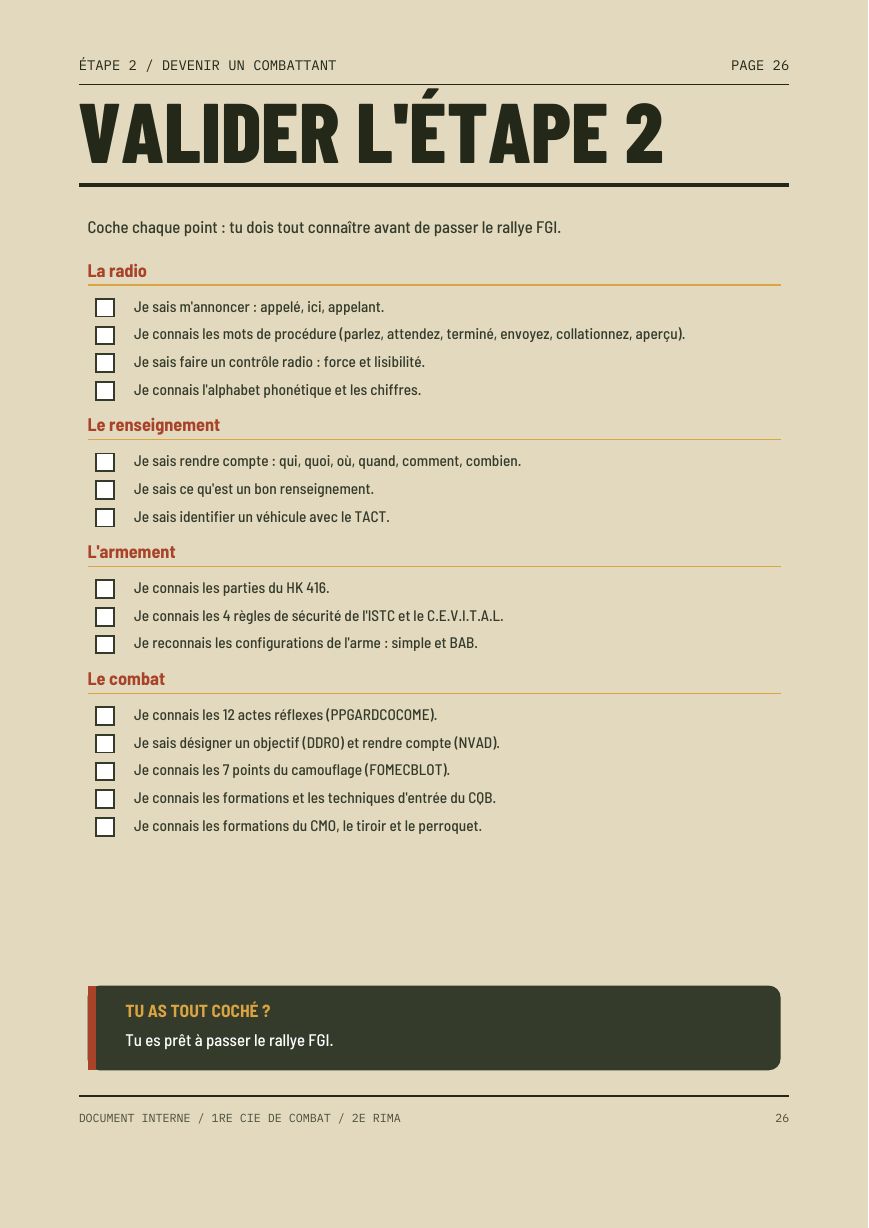 ÉTAPE 2 / DEVENIR UN COMBATTANT
PAGE 26
VALIDER L'ÉTAPE 2
Coche chaque point : tu dois tout connaître avant de passer le rallye FGI.
La radio
Je sais m'annoncer : appelé, ici, appelant.
Je connais les mots de procédure (parlez, attendez, terminé, envoyez, collationnez, aperçu).
Je sais faire un contrôle radio : force et lisibilité.
Je connais l'alphabet phonétique et les chiffres.
Le renseignement
Je sais rendre compte : qui, quoi, où, quand, comment, combien.
Je sais ce qu'est un bon renseignement.
Je sais identifier un véhicule avec le TACT.
L'armement
Je connais les parties du HK 416.
Je connais les 4 règles de sécurité de l'ISTC et le C.E.V.I.T.A.L.
Je reconnais les configurations de l'arme : simple et BAB.
Le combat
Je connais les 12 actes réflexes (PPGARDCOCOME).
Je sais désigner un objectif (DDRO) et rendre compte (NVAD).
Je connais les 7 points du camouflage (FOMECBLOT).
Je connais les formations et les techniques d'entrée du CQB.
Je connais les formations du CMO, le tiroir et le perroquet.
TU AS TOUT COCHÉ ?
Tu es prêt à passer le rallye FGI.
DOCUMENT INTERNE / 1RE CIE DE COMBAT / 2E RIMA
26